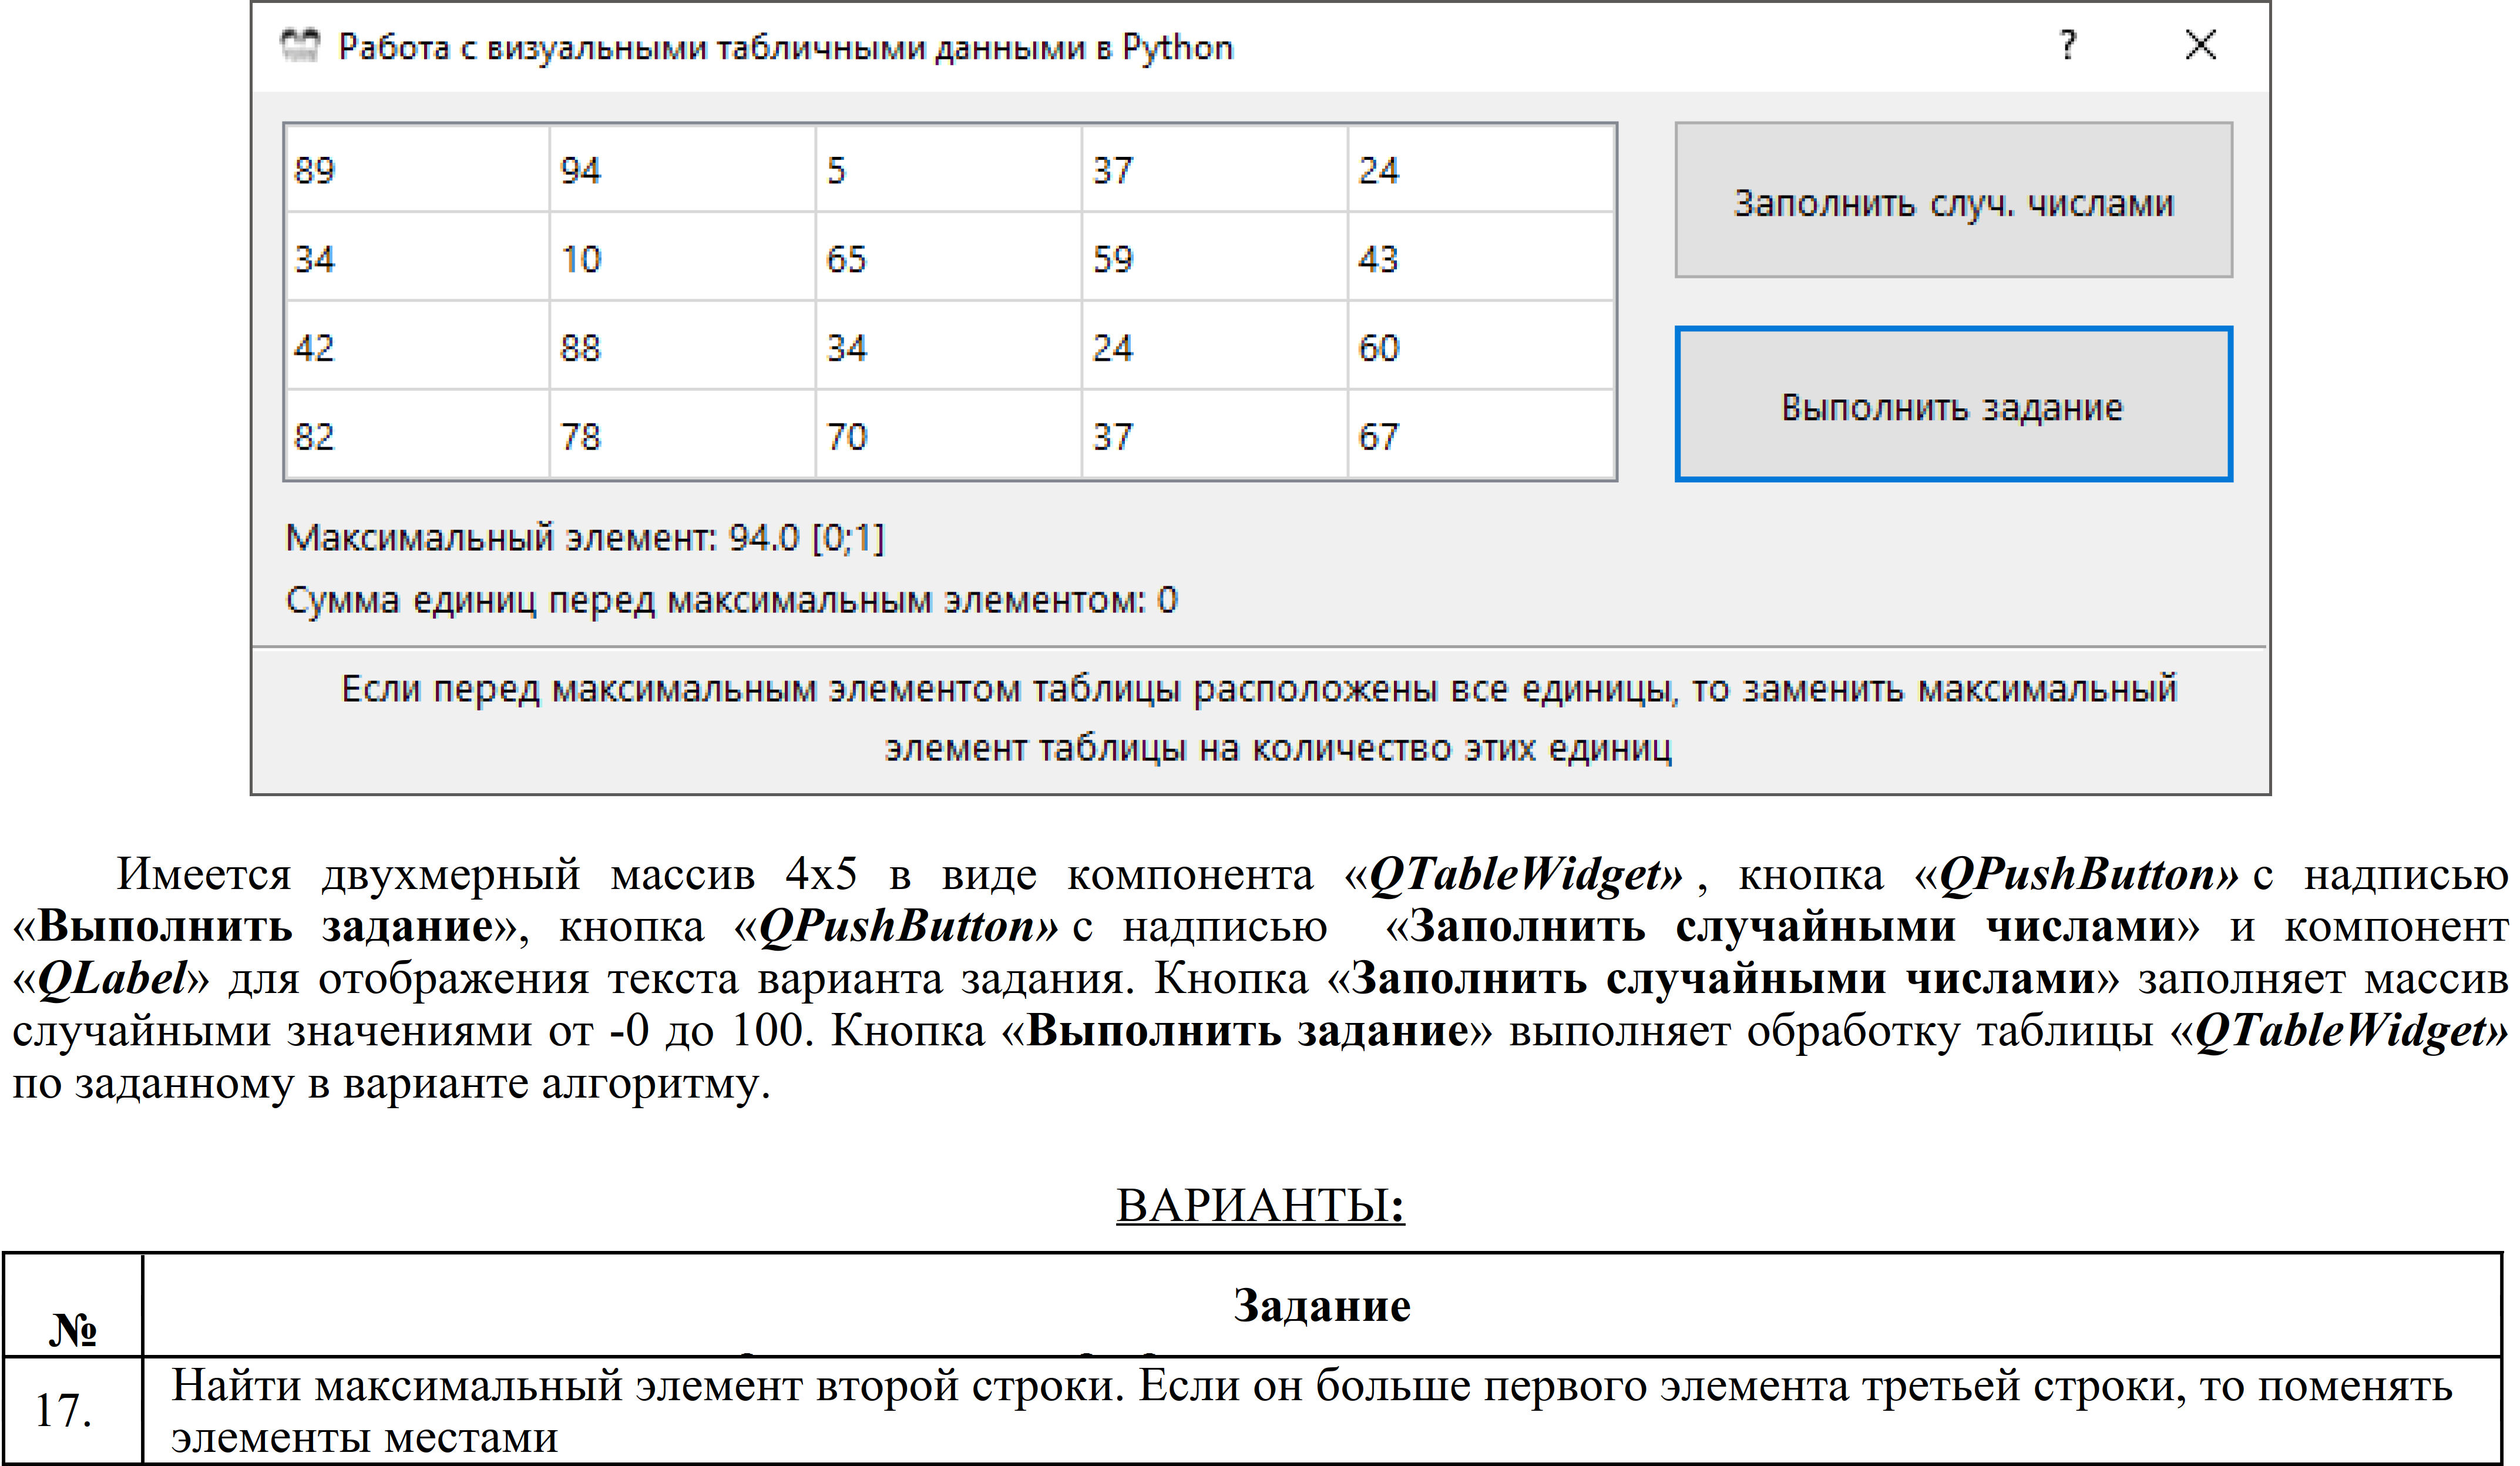 Работа с визуальными табличными данными в Python ?
89 94 5 37 24
Заполнить случ. числами
34 10 65 59 43
42 88 34 24 60
Выполнить задание
82 78 70 37 67
Максимальный элемент: 94.0 [0;1]
Сумма единиц перед максимальным элементом: 0
Если перед максимальным элементом таблицы расположены все единицы, то заменить максимальный
элемент таблицы на количество этих единиц
Имеется двухмерный массив 4х5 в виде компонента «QTableWidget» , кнопка «QPushButton» с надписью
«Выполнить задание», кнопка «QPushButton» с надписью «Заполнить случайными числами» и компонент
«QLabel» для отображения текста варианта задания. Кнопка «Заполнить случайными числами» заполняет массив
случайными значениями от -0 до 100. Кнопка «Выполнить задание» выполняет обработку таблицы «QTableWidget»
по заданному в варианте алгоритму.
ВАРИАНТЫ:
№ Задание
17. Найти максимальный элемент второй строки. Если он больше первого элемента третьей строки, то поменять
элементы местами